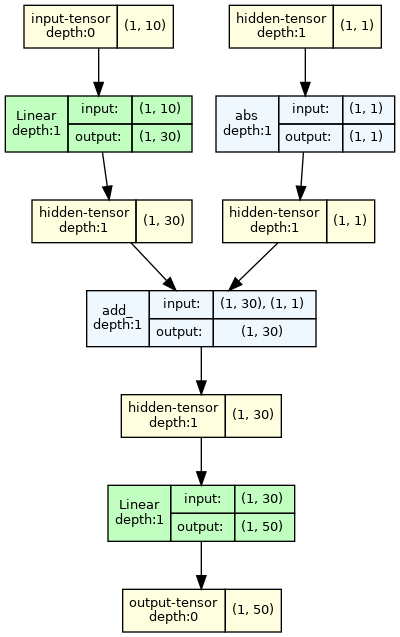 input-tensor
depth:0
(1, 10)
hidden-tensor
depth:1
(1, 1)
Linear
depth:1
input:
(1, 10)
output:
(1, 30)
abs
depth:1
input:
(1, 1)
output:
(1, 1)
hidden-tensor
depth:1
(1, 30)
hidden-tensor
depth:1
(1, 1)
add_
depth:1
input:
(1, 30), (1, 1)
output:
(1, 30)
hidden-tensor
depth:1
(1, 30)
Linear
depth:1
input:
(1, 30)
output:
(1, 50)
output-tensor
depth:0
(1, 50)